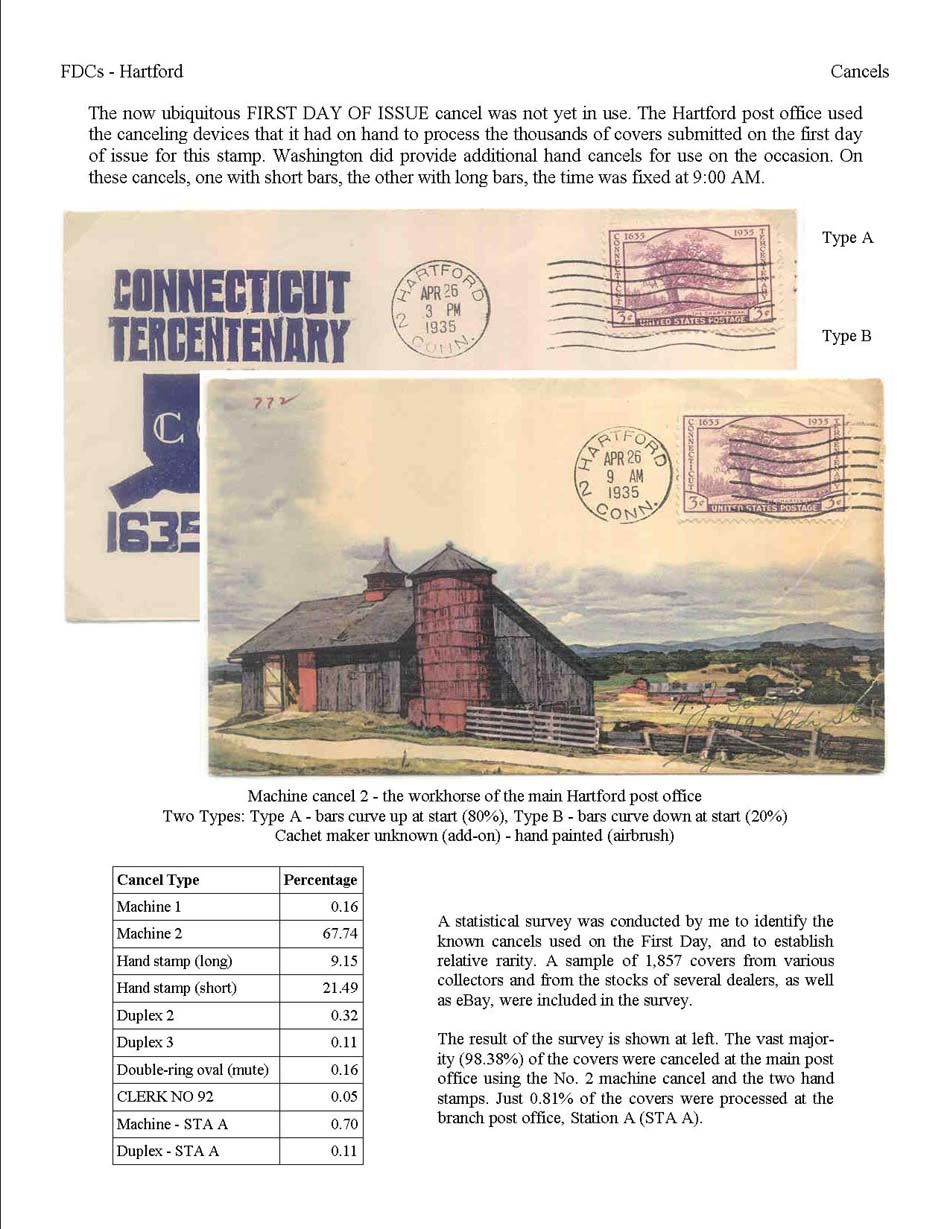 FDCs - Hartford
Cancels
The now ubiquitous FIRST DAY OF ISSUE cancel was not yet in use. The Hartford post office used
the canceling devices that it had on hand to process the thousands of covers submitted on the first day
of issue for this stamp. Washington did provide additional hand cancels for use on the occasion. On
these cancels, one with short bars, the other with long bars, the time was fixed at 9:00 AM.
Type A
Type B
CONNECTICUT
TERCENTENARY
C
1635
HARTFORD
APR 26
3 PM
1935
2 CONN.
1635 1935
CONNECTICUT
TERCENTENARY
THE CHARTER OAK
3¢ UNITED STATES POSTAGE 3¢
772
HARTFORD
APR 26
9 AM
1935
2 CONN.
1635 1935
CONNECTICUT
TERCENTENARY
THE CHARTER OAK
3¢ UNITED STATES POSTAGE 3¢
Machine cancel 2 - the workhorse of the main Hartford post office
Two Types: Type A - bars curve up at start (80%), Type B - bars curve down at start (20%)
Cachet maker unknown (add-on) - hand painted (airbrush)
Cancel Type Percentage
Machine 1 0.16
Machine 2 67.74
Hand stamp (long) 9.15
Hand stamp (short) 21.49
Duplex 2 0.32
Duplex 3 0.11
Double-ring oval (mute) 0.16
CLERK NO 92 0.05
Machine - STA A 0.70
Duplex - STA A 0.11
A statistical survey was conducted by me to identify the
known cancels used on the First Day, and to establish
relative rarity. A sample of 1,857 covers from various
collectors and from the stocks of several dealers, as well
as eBay, were included in the survey.
The result of the survey is shown at left. The vast major-
ity (98.38%) of the covers were canceled at the main post
office using the No. 2 machine cancel and the two hand
stamps. Just 0.81% of the covers were processed at the
branch post office, Station A (STA A).